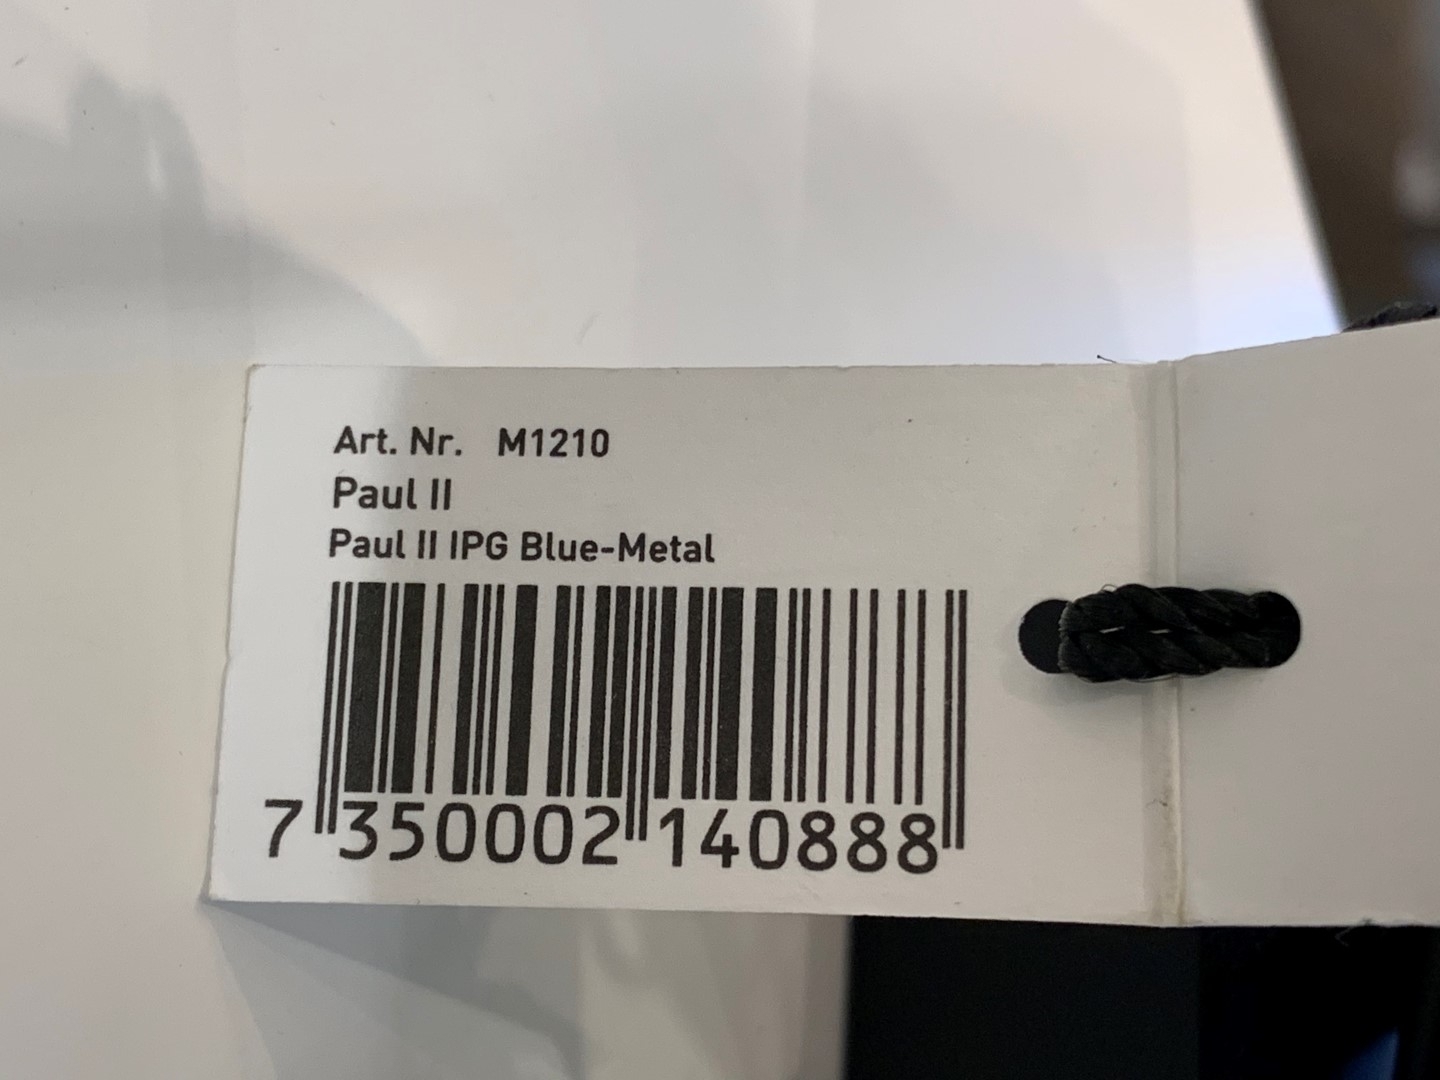 Art. Nr. M1210
Paul II
Paul II IPG Blue-Metal
7 350002 140888